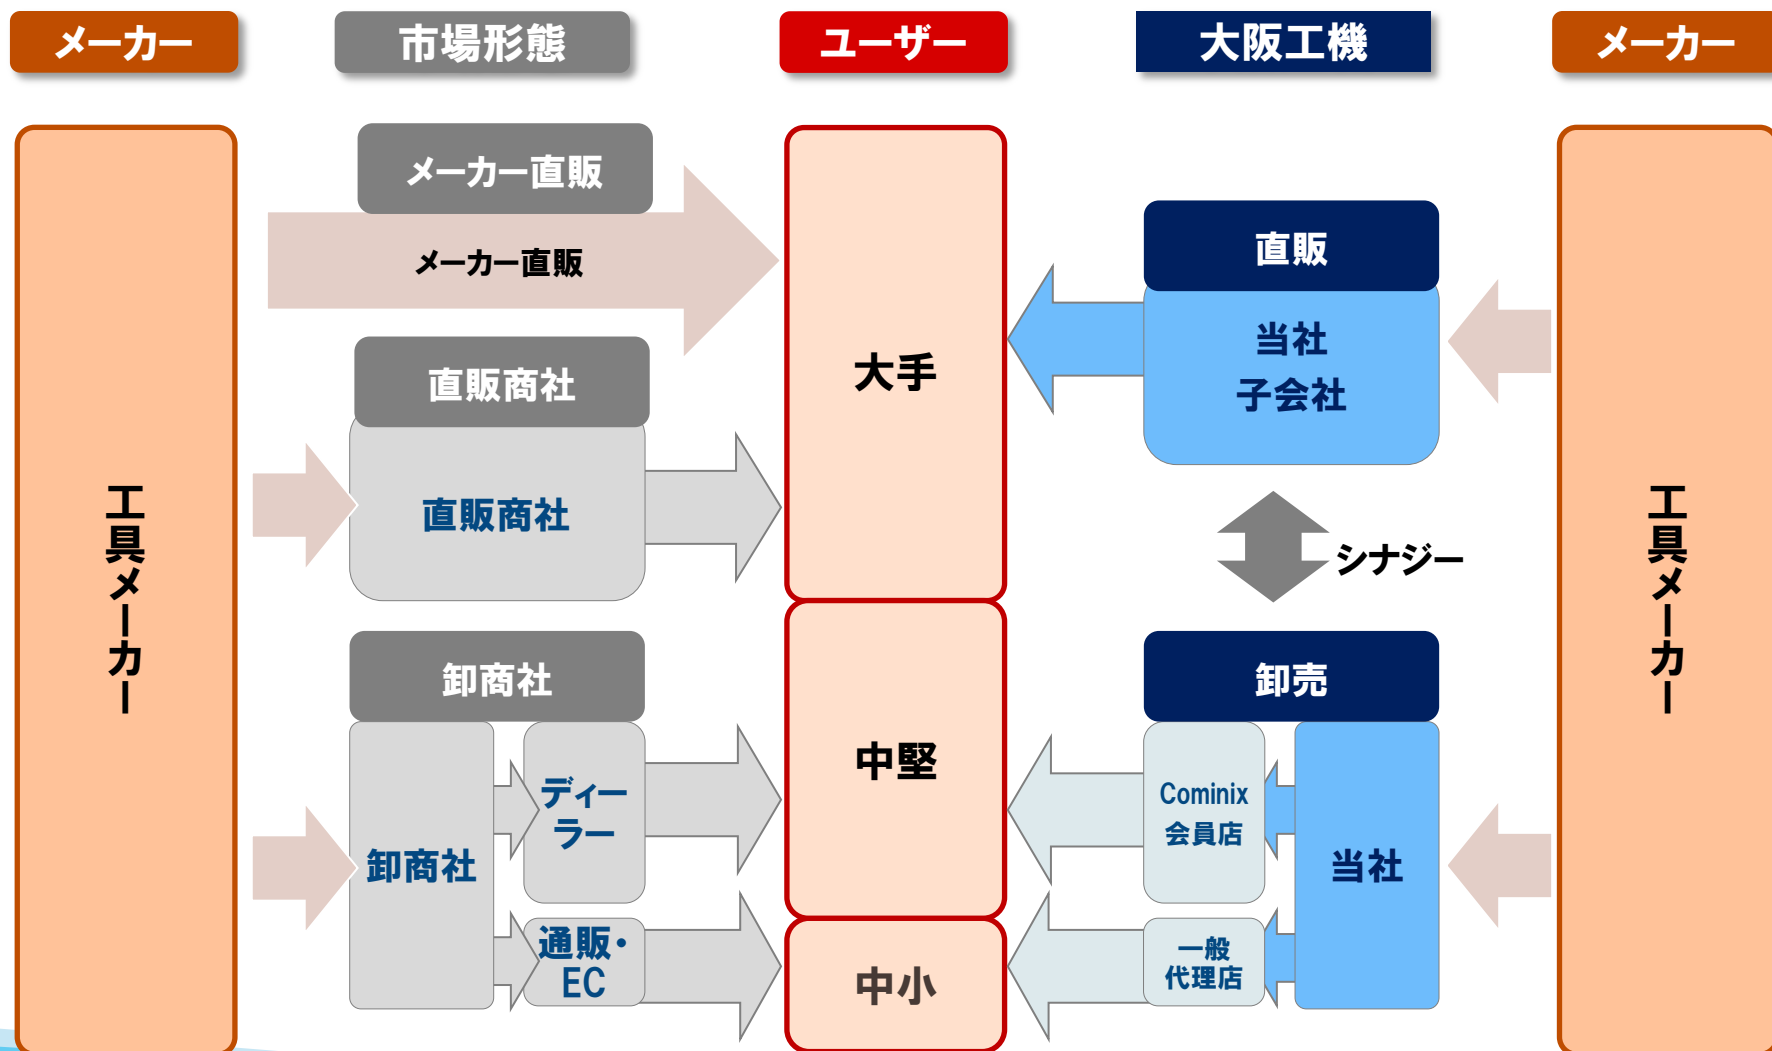 メーカー
市場形態
ユーザー
大阪工機
メーカー
工具メーカー
メーカー直販
メーカー直販
直販商社
直販商社
卸商社
卸商社
ディー
ラー
通販・
EC
大手
中堅
中小
直販
当社
子会社
シナジー
卸売
Cominix
会員店
一般
代理店
当社
工具メーカー